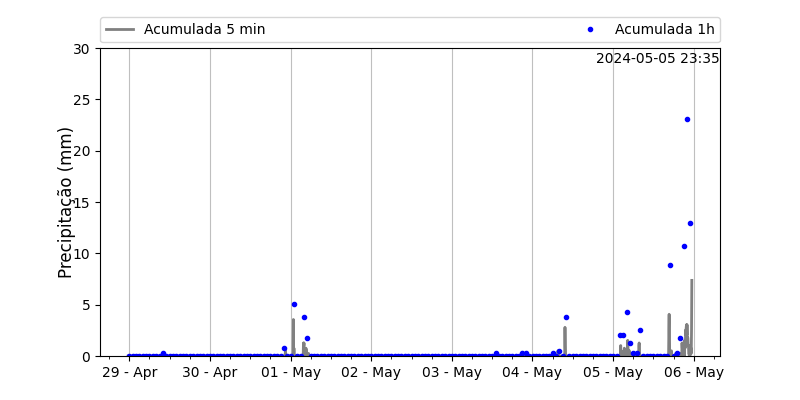 Acumulada 5 min Acumulada 1h
2024-05-05 23:35
Precipitação (mm)
30
25
20
15
10
5
0
29 - Apr 30 - Apr 01 - May 02 - May 03 - May 04 - May 05 - May 06 - May